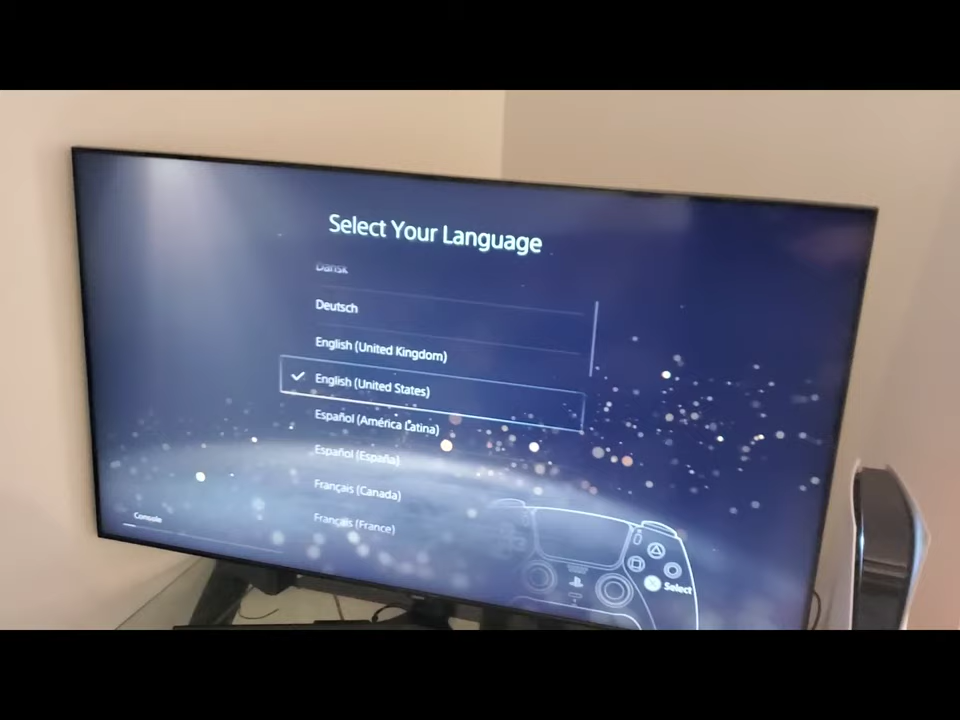 Select Your Language
Dansk
Deutsch
English (United Kingdom)
English (United States)
Español (América Latina)
Español (España)
Français (Canada)
Français (France)
Console
Select